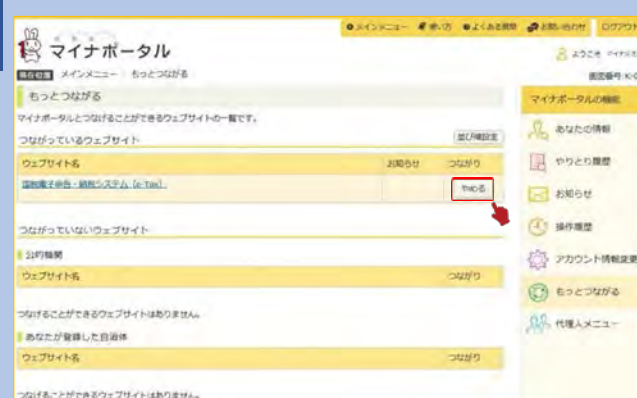 メインメニュー 使い方 よくある質問 お問い合わせ ログアウト
マイナポータル
ようこそ
現在位置 メインメニュー もっとつながる
画面番号:K-0
もっとつながる
マイナポータルの機能
マイナポータルとつなげることができるウェブサイトの一覧です。
つながっているウェブサイト
並び順設定
あなたの情報
ウェブサイト名 お知らせ つながり
やりとり履歴
国税電子申告・納税システム(e-Tax)
やめる
お知らせ
つながっていないウェブサイト
操作履歴
公的機関
ウェブサイト名 つながり
アカウント情報変更
つなげることができるウェブサイトはありません。
もっとつながる
あなたが登録した自治体
代理人メニュー
ウェブサイト名 つながり
つなげることができるウェブサイトはありません。